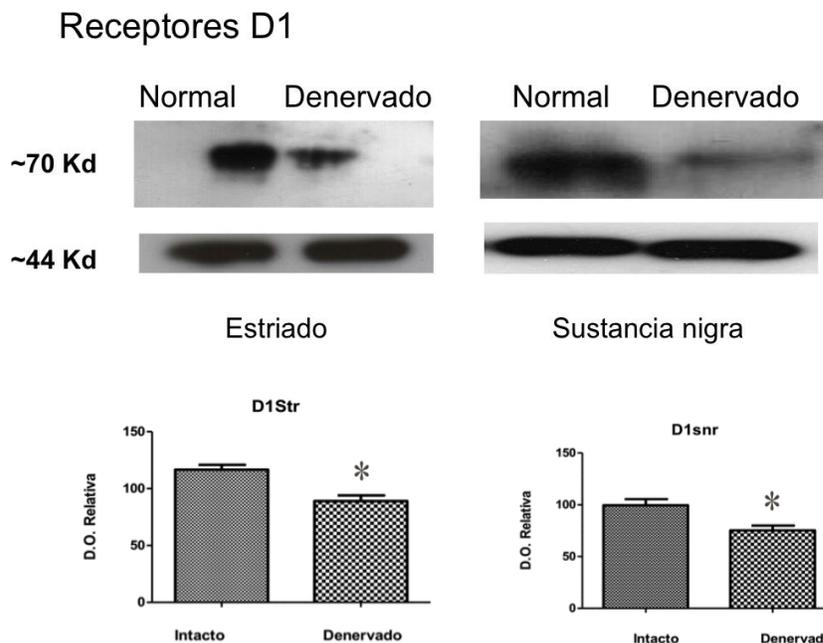 Receptores D1
Normal Denervado
Normal Denervado
~70 Kd
~44 Kd
Estriado
Sustancia nigra
D1Str
150
100
50
0
D.O. Relativa
*
Intacto Denervado
D1snr
150
100
50
0
D.O. Relativa
*
Intacto Denervad